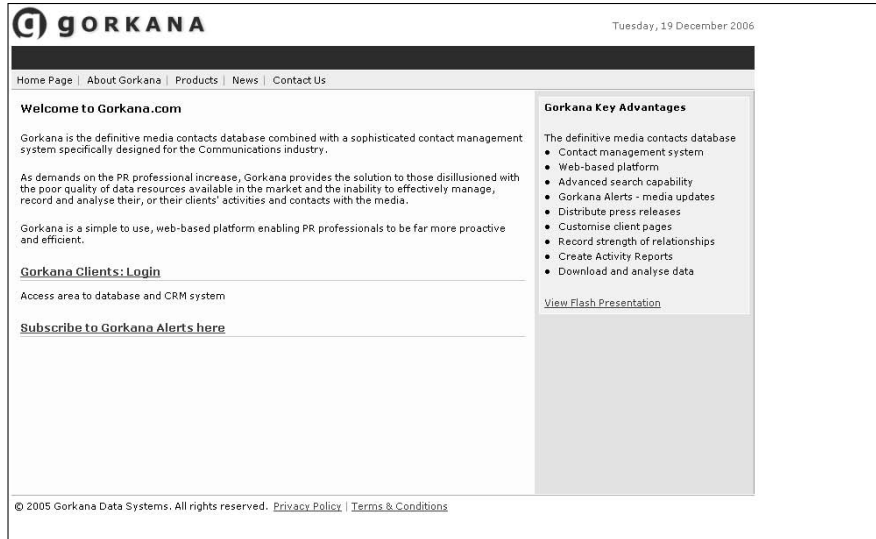 GORKANA
Tuesday, 19 December 2006
Home Page | About Gorkana | Products | News | Contact Us
Welcome to Gorkana.com
Gorkana is the definitive media contacts database combined with a sophisticated contact management
system specifically designed for the Communications industry.
As demands on the PR professional increase, Gorkana provides the solution to those disillusioned with
the poor quality of data resources available in the market and the inability to effectively manage,
record and analyse their, or their clients' activities and contacts with the media.
Gorkana is a simple to use, web-based platform enabling PR professionals to be far more proactive
and efficient.
Gorkana Clients: Login
Access area to database and CRM system
Subscribe to Gorkana Alerts here
Gorkana Key Advantages
The definitive media contacts database
● Contact management system
● Web-based platform
● Advanced search capability
● Gorkana Alerts - media updates
● Distribute press releases
● Customise client pages
● Record strength of relationships
● Create Activity Reports
● Download and analyse data
View Flash Presentation
© 2005 Gorkana Data Systems. All rights reserved. Privacy Policy | Terms & Conditions